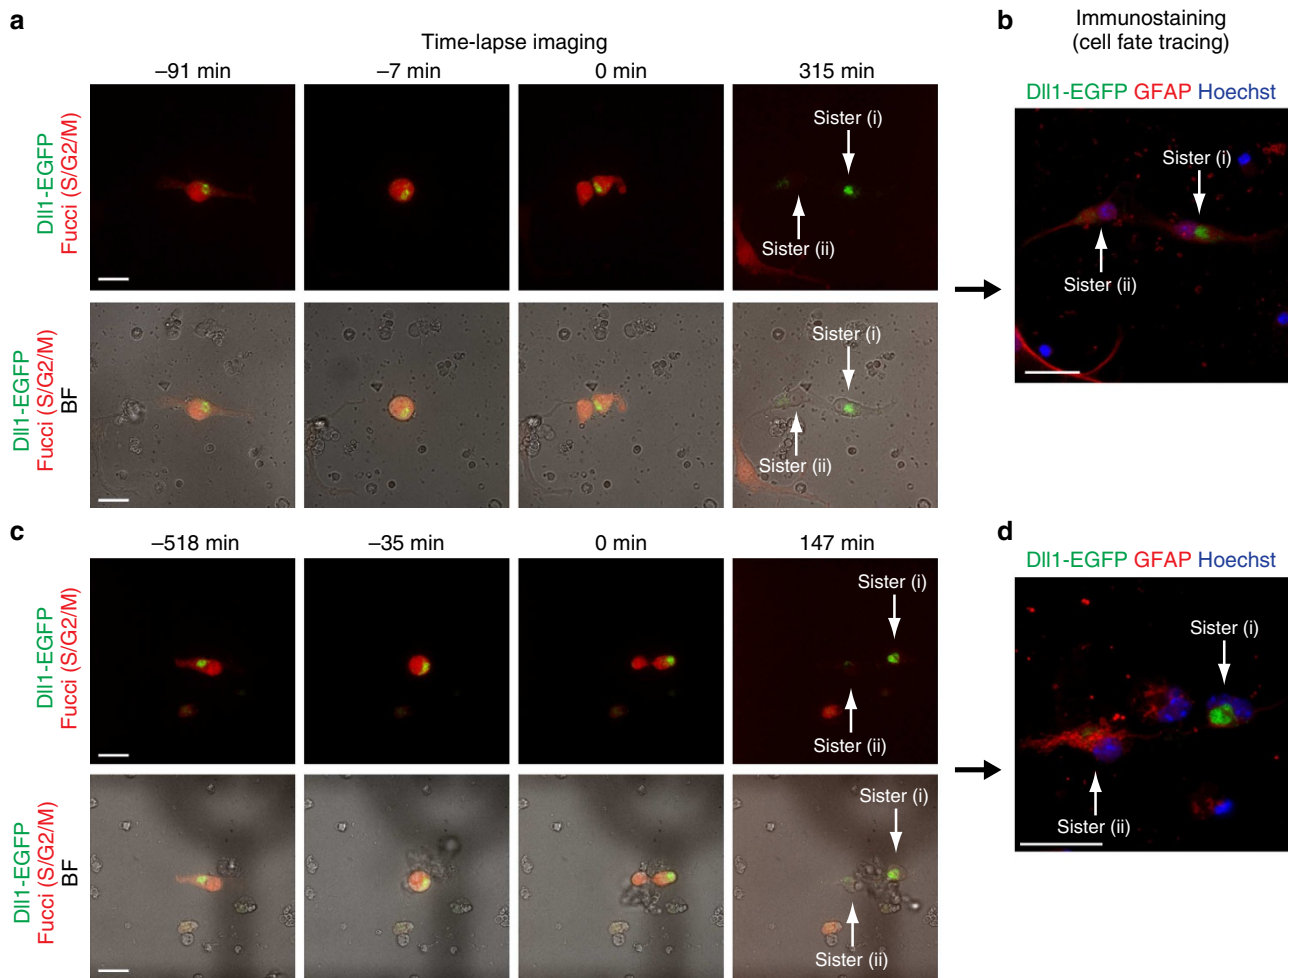 a
Time-lapse imaging
–91 min
–7 min
0 min
315 min
Dll1-EGFP
Fucci (S/G2/M)
Sister (i)
Sister (ii)
Dll1-EGFP
Fucci (S/G2/M)
BF
Sister (i)
Sister (ii)
b
Immunostaining
(cell fate tracing)
Dll1-EGFP GFAP Hoechst
Sister (i)
Sister (ii)
c
–518 min
–35 min
0 min
147 min
Dll1-EGFP
Fucci (S/G2/M)
Sister (i)
Sister (ii)
Dll1-EGFP
Fucci (S/G2/M)
BF
Sister (i)
Sister (ii)
d
Dll1-EGFP GFAP Hoechst
Sister (i)
Sister (ii)